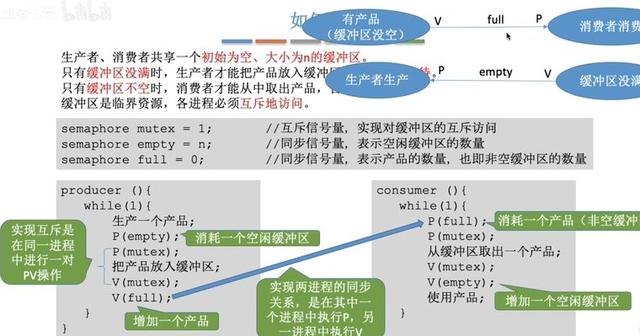 bilibili
如何
有产品
（缓冲区没空）
V
full
P
消费者消费
生产者生产
P
empty
V
缓冲区没满
生产者、消费者共享一个初始为空、大小为n的缓冲区。
只有缓冲区没满时，生产者才能把产品放入缓冲区
待。
只有缓冲区不空时，消费者才能从中取出产品，
缓冲区是临界资源，各进程必须互斥地访问。
semaphore mutex = 1; //互斥信号量，实现对缓冲区的互斥访问
semaphore empty = n; //同步信号量，表示空闲缓冲区的数量
semaphore full = 0; //同步信号量，表示产品的数量，也即非空缓冲区的数量
producer (){
while(1){
生产一个产品;
P(empty);
消耗一个空闲缓冲区
P(mutex);
把产品放入缓冲区;
V(mutex);
V(full);
增加一个产品
}
}
实现互斥是
在同一进程
中进行一对
PV操作
实现两进程的同步
关系，是在其中一
个进程中执行P，另
一进程中执行V
consumer (){
while(1){
P(full);
消耗一个产品（非空缓冲
P(mutex);
从缓冲区取出一个产品;
V(mutex);
V(empty);
使用产品;
增加一个空闲缓冲区
}
}